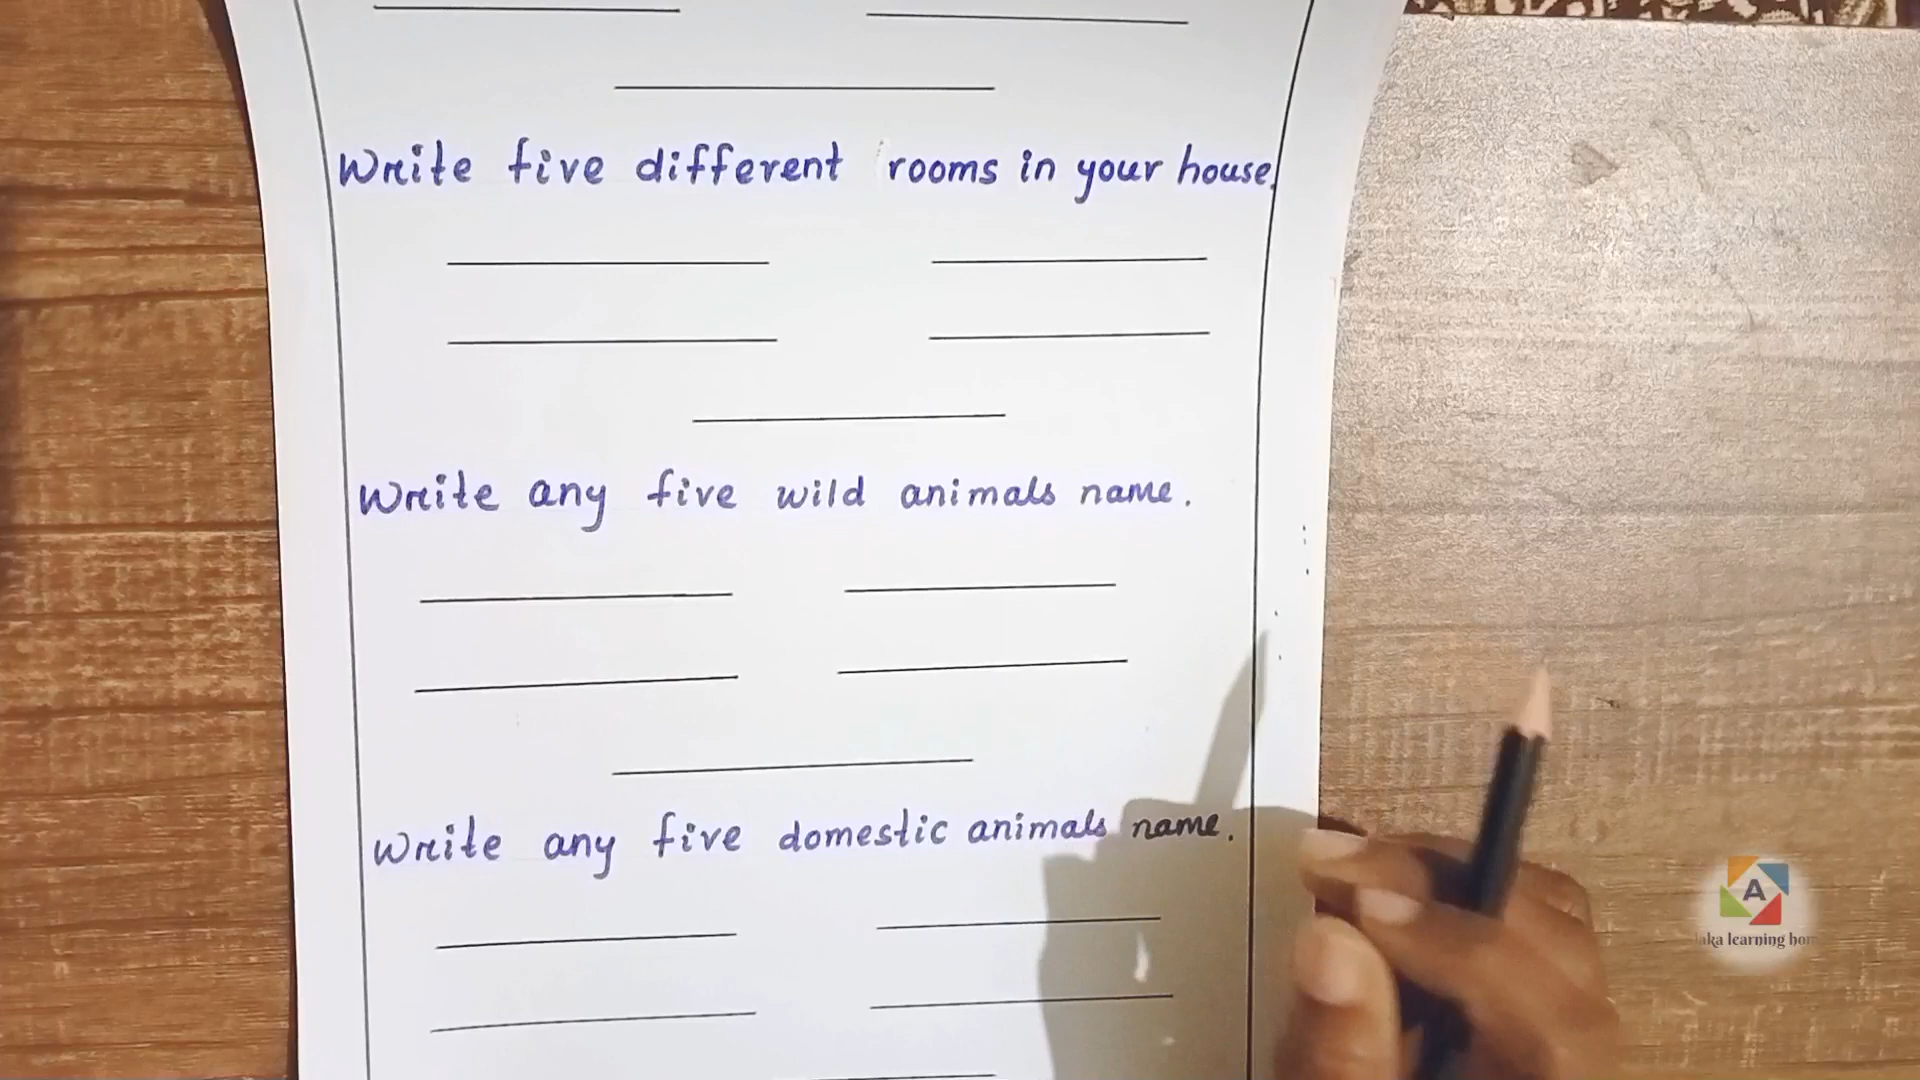 Write five different rooms in your house.
Write any five wild animals name.
Write any five domestic animals name.
A
learning